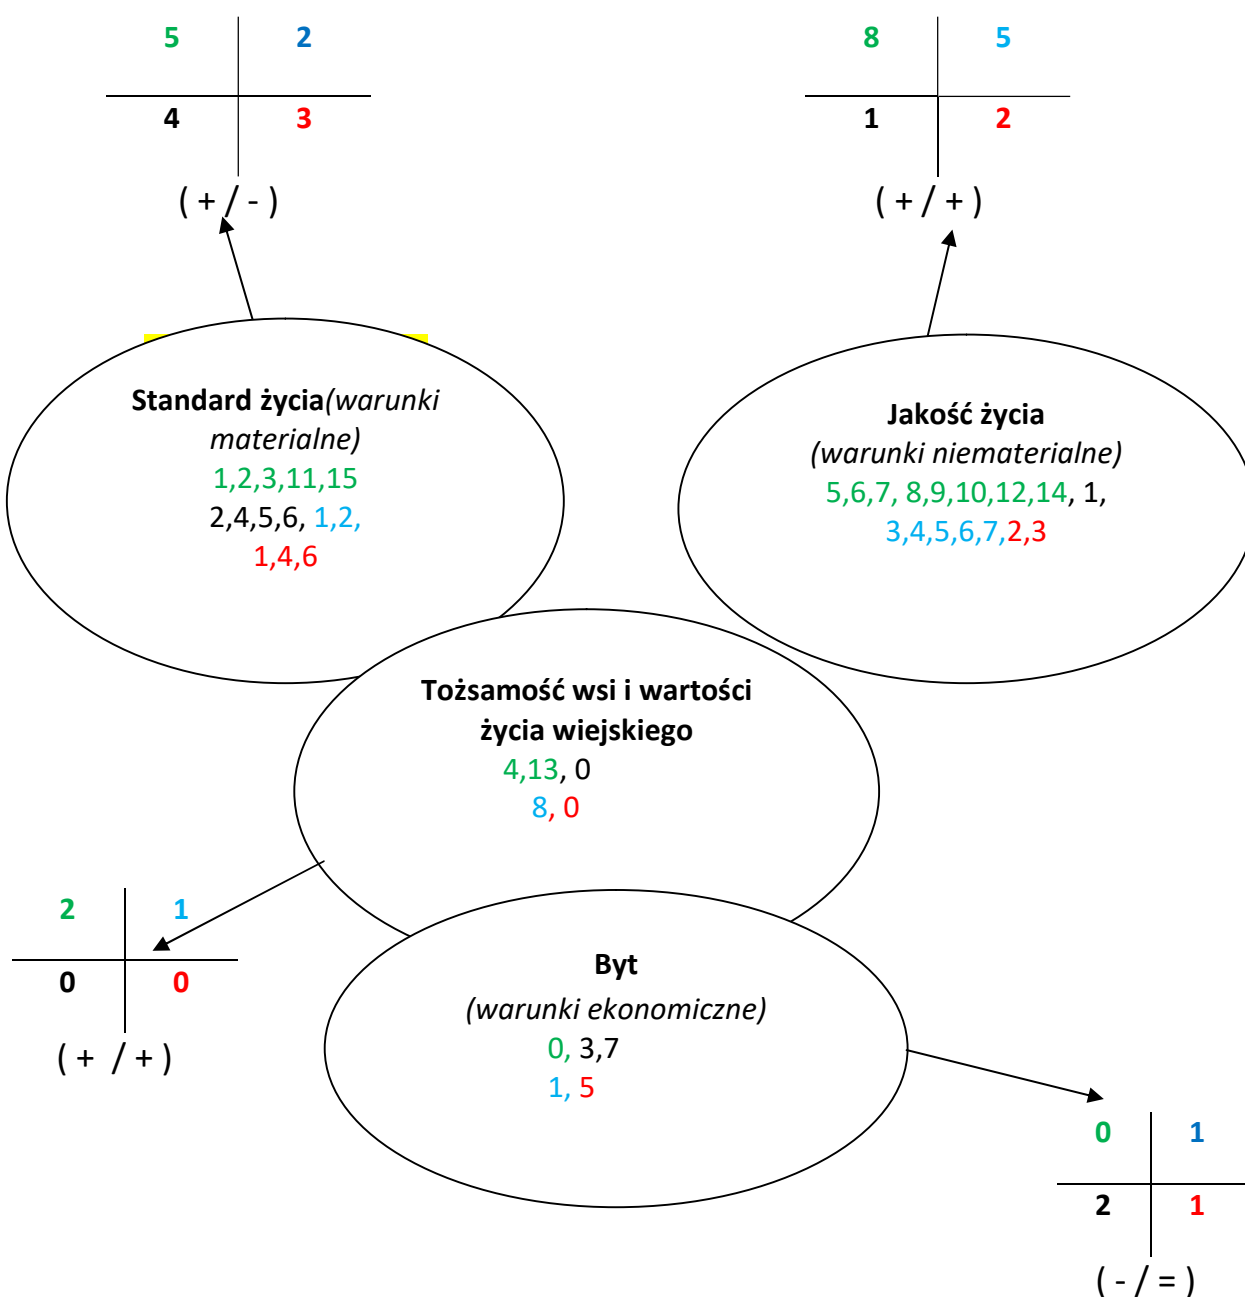 5 2
4 3
( + / - )
8 5
1 2
( + / + )
Standard życia(warunki
materialne)
1,2,3,11,15
2,4,5,6, 1,2,
1,4,6
Jakość życia
(warunki niematerialne)
5,6,7, 8,9,10,12,14, 1,
3,4,5,6,7,2,3
Tożsamość wsi i wartości
życia wiejskiego
4,13, 0
8, 0
2 1
0 0
( + / + )
Byt
(warunki ekonomiczne)
0, 3,7
1, 5
0 1
2 1
( - / = )